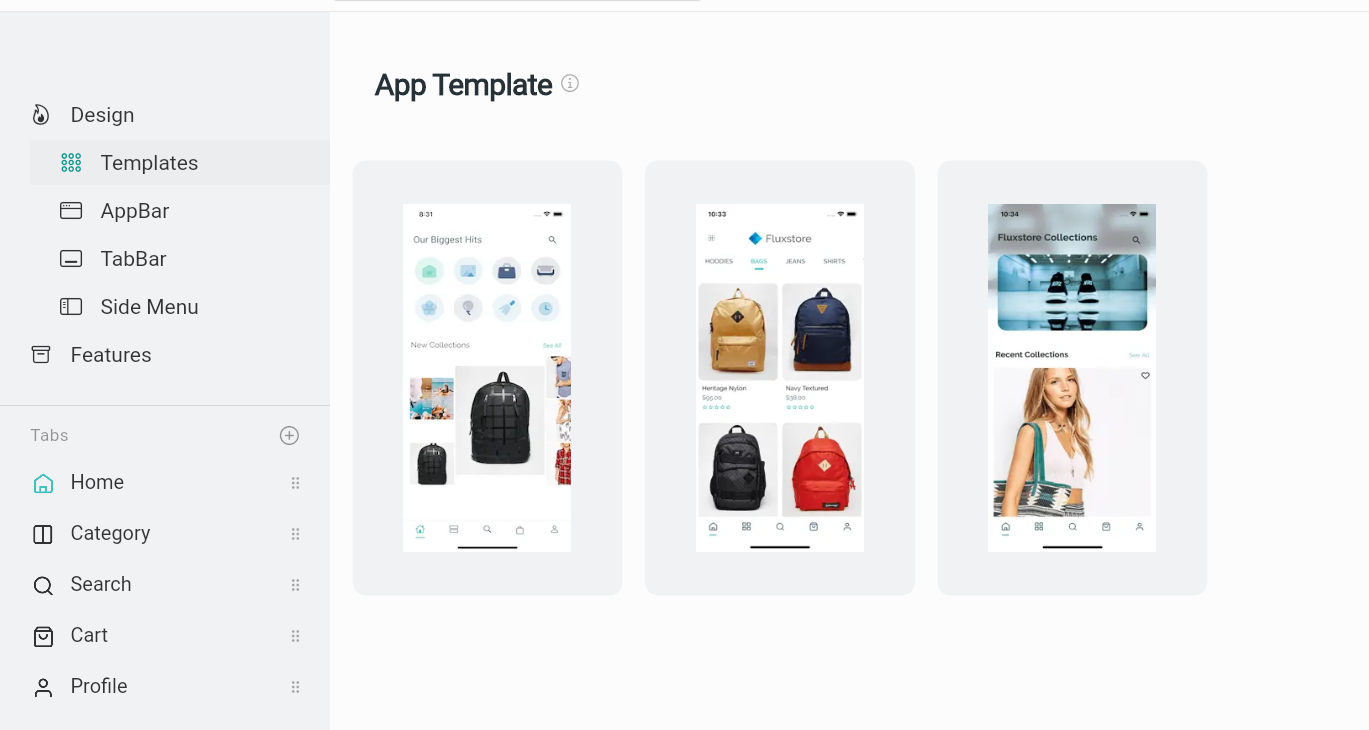 App Template
Design
Templates
AppBar
TabBar
Side Menu
Features
Tabs
Home
Category
Search
Cart
Profile
8:31
Our Biggest Hits
New Collections
See All
10:33
Fluxstore
HOODIES BAGS JEANS SHIRTS
Heritage Nylon
$95.00
Navy Textured
$38.00
10:34
Fluxstore Collections
Recent Collections
See All